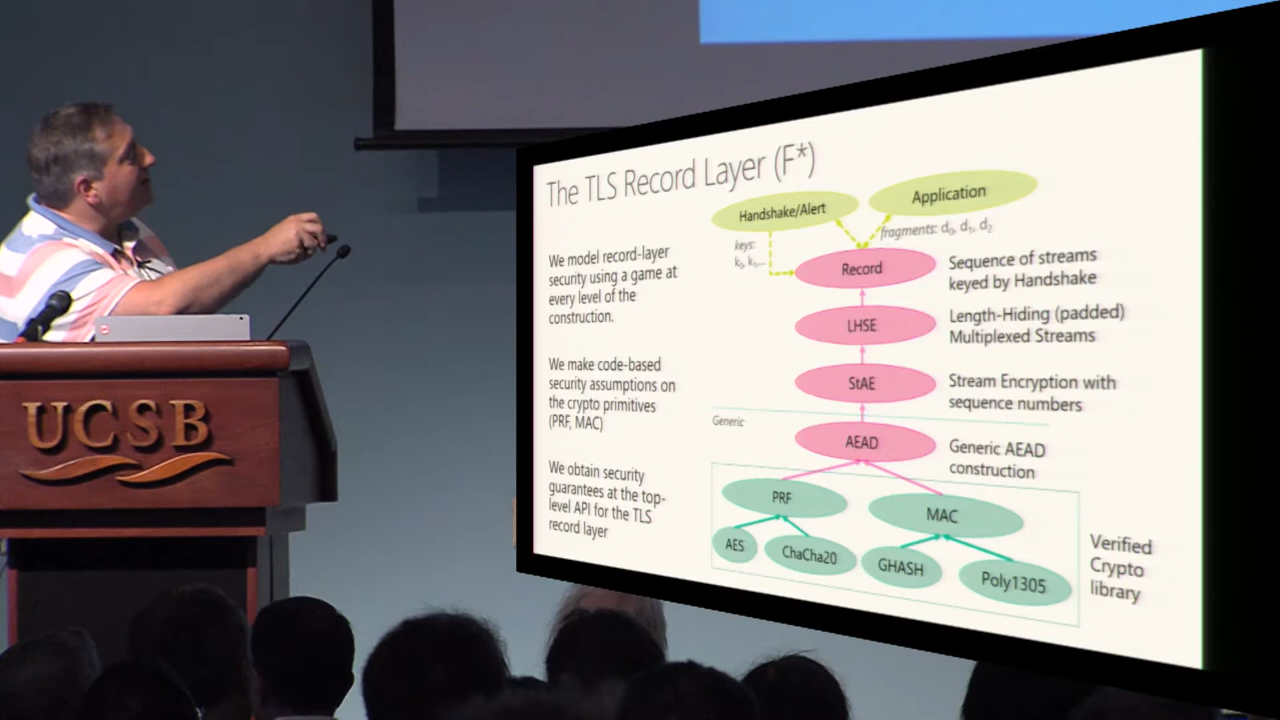 UCSB
The TLS Record Layer (F*)
We model record-layer
security using a game at
every level of the
construction.
We make code-based
security assumptions on
the crypto primitives
(PRF, MAC)
We obtain security
guarantees at the top-
level API for the TLS
record layer
Handshake/Alert
Application
keys:
k₀, k₁,...
fragments: d₀, d₁, d₂
Record
Sequence of streams
keyed by Handshake
LHSE
Length-Hiding (padded)
Multiplexed Streams
StAE
Stream Encryption with
sequence numbers
Generic
AEAD
Generic AEAD
construction
PRF
MAC
AES
ChaCha20
GHASH
Poly1305
Verified
Crypto
library